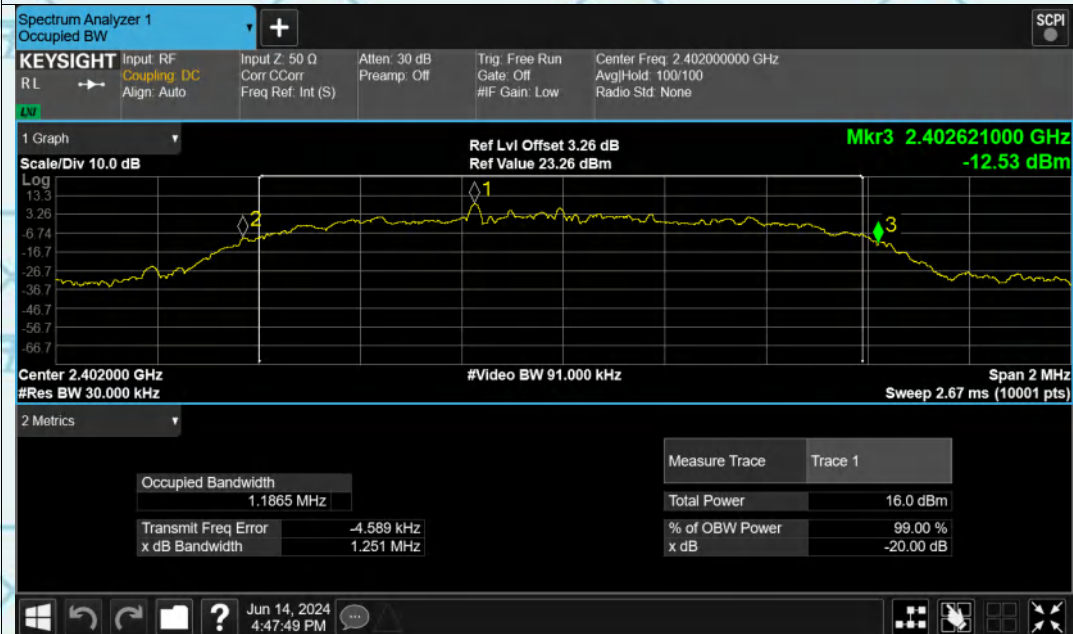 Spectrum Analyzer 1
Occupied BW
+
SCPI
KEYSIGHT
RL
LXI
Input: RF
Coupling: DC
Align: Auto
Input Z: 50 Ω
Corr CCorr
Freq Ref: Int (S)
Atten: 30 dB
Preamp: Off
Trig: Free Run
Gate: Off
#IF Gain: Low
Center Freq: 2.402000000 GHz
Avg|Hold: 100/100
Radio Std: None
1 Graph
Scale/Div 10.0 dB
Ref Lvl Offset 3.26 dB
Ref Value 23.26 dBm
Mkr3 2.402621000 GHz
-12.53 dBm
Log
13.3
3.26
-6.74
-16.7
-26.7
-36.7
-46.7
-56.7
-66.7
1
2
3
Center 2.402000 GHz
#Res BW 30.000 kHz
#Video BW 91.000 kHz
Span 2 MHz
Sweep 2.67 ms (10001 pts)
2 Metrics
Occupied Bandwidth
1.1865 MHz
Transmit Freq Error -4.589 kHz
x dB Bandwidth 1.251 MHz
Measure Trace Trace 1
Total Power 16.0 dBm
% of OBW Power 99.00 %
x dB -20.00 dB
?
Jun 14, 2024
4:47:49 PM